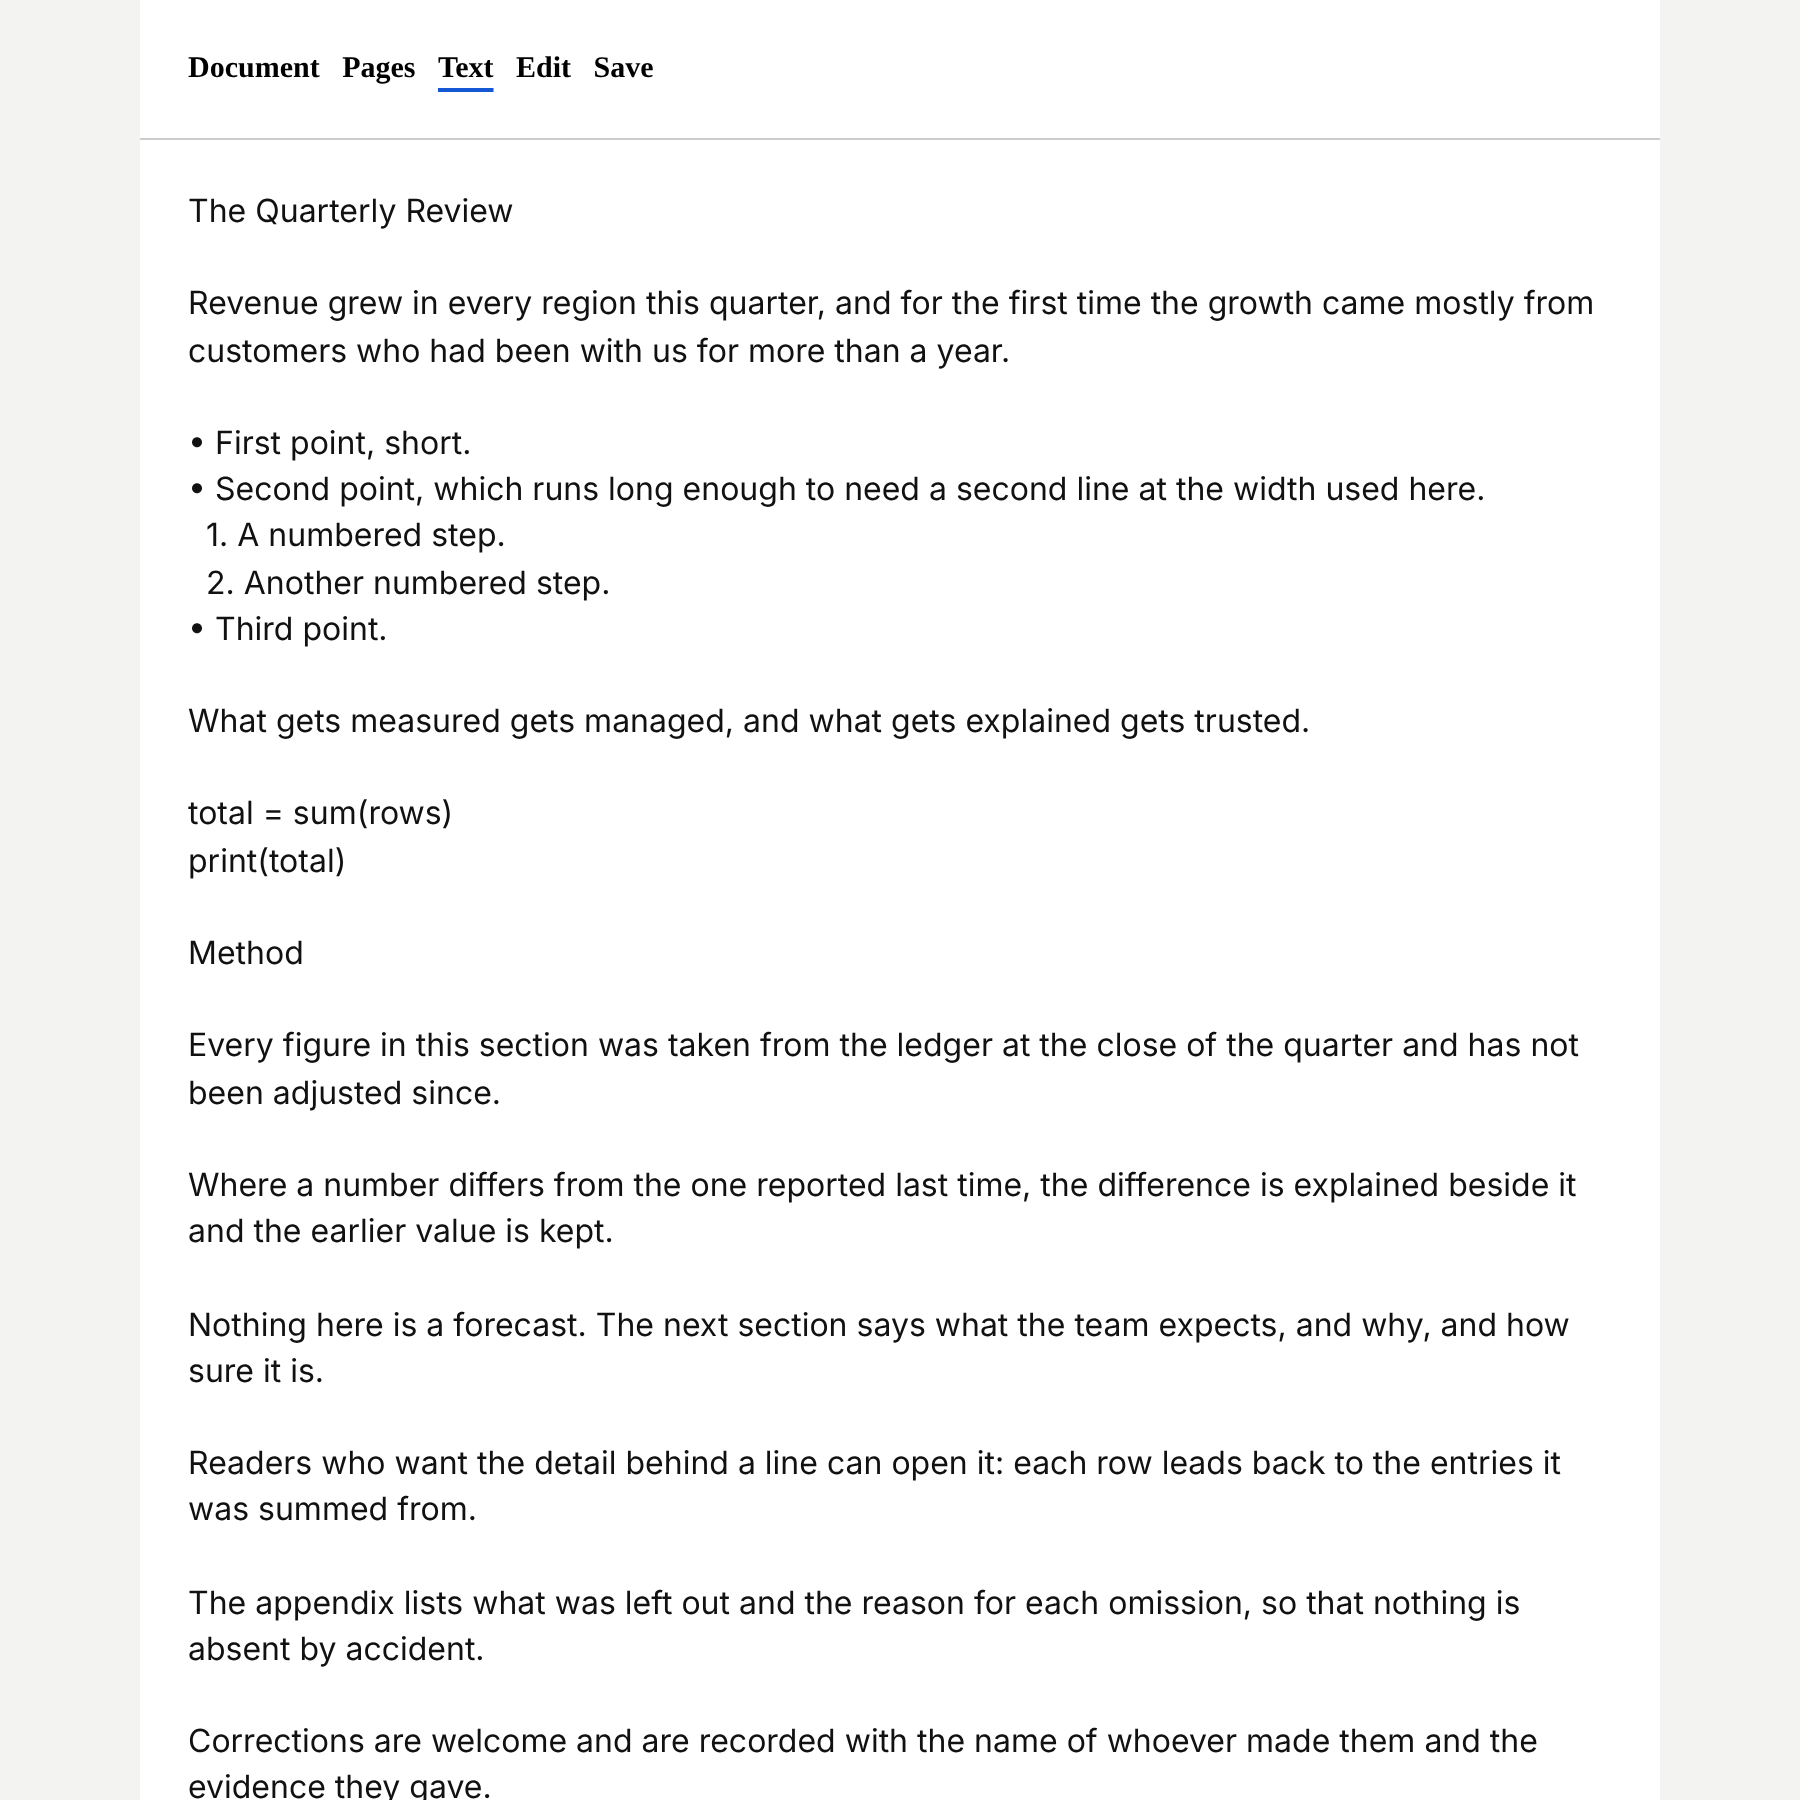 Document Pages Text Edit Save
The Quarterly Review
Revenue grew in every region this quarter, and for the first time the growth came mostly from
customers who had been with us for more than a year.
• First point, short.
• Second point, which runs long enough to need a second line at the width used here.
1. A numbered step.
2. Another numbered step.
• Third point.
What gets measured gets managed, and what gets explained gets trusted.
total = sum(rows)
print(total)
Method
Every figure in this section was taken from the ledger at the close of the quarter and has not
been adjusted since.
Where a number differs from the one reported last time, the difference is explained beside it
and the earlier value is kept.
Nothing here is a forecast. The next section says what the team expects, and why, and how
sure it is.
Readers who want the detail behind a line can open it: each row leads back to the entries it
was summed from.
The appendix lists what was left out and the reason for each omission, so that nothing is
absent by accident.
Corrections are welcome and are recorded with the name of whoever made them and the
evidence they gave.